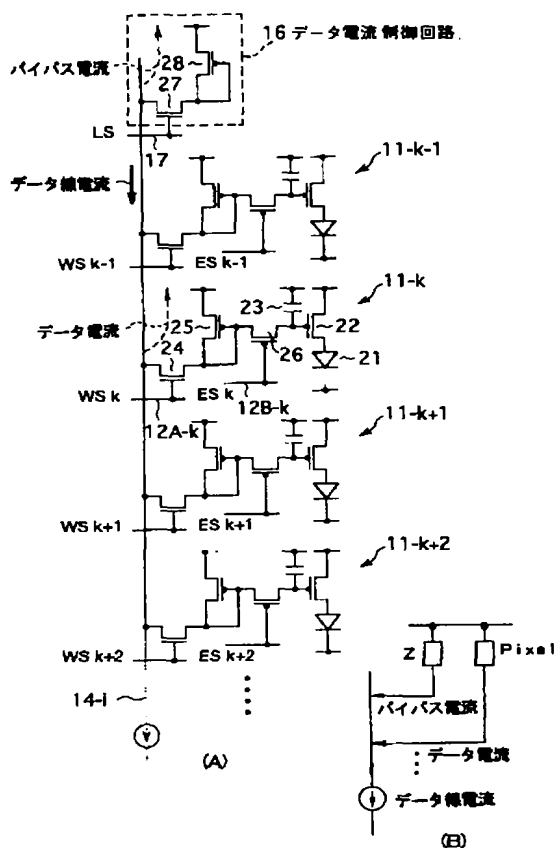 16 データ電流 制御回路
バイパス電流
28
27
LS
17
データ線電流
11-k-1
WS k-1
ES k-1
11-k
23
22
データ電流
25
24
26
21
WS k
ES k
12A-k
12B-k
11-k+1
WS k+1
ES k+1
11-k+2
WS k+2
ES k+2
14-i
(A)
Z
Pixel
バイパス電流
データ電流
データ線電流
(B)